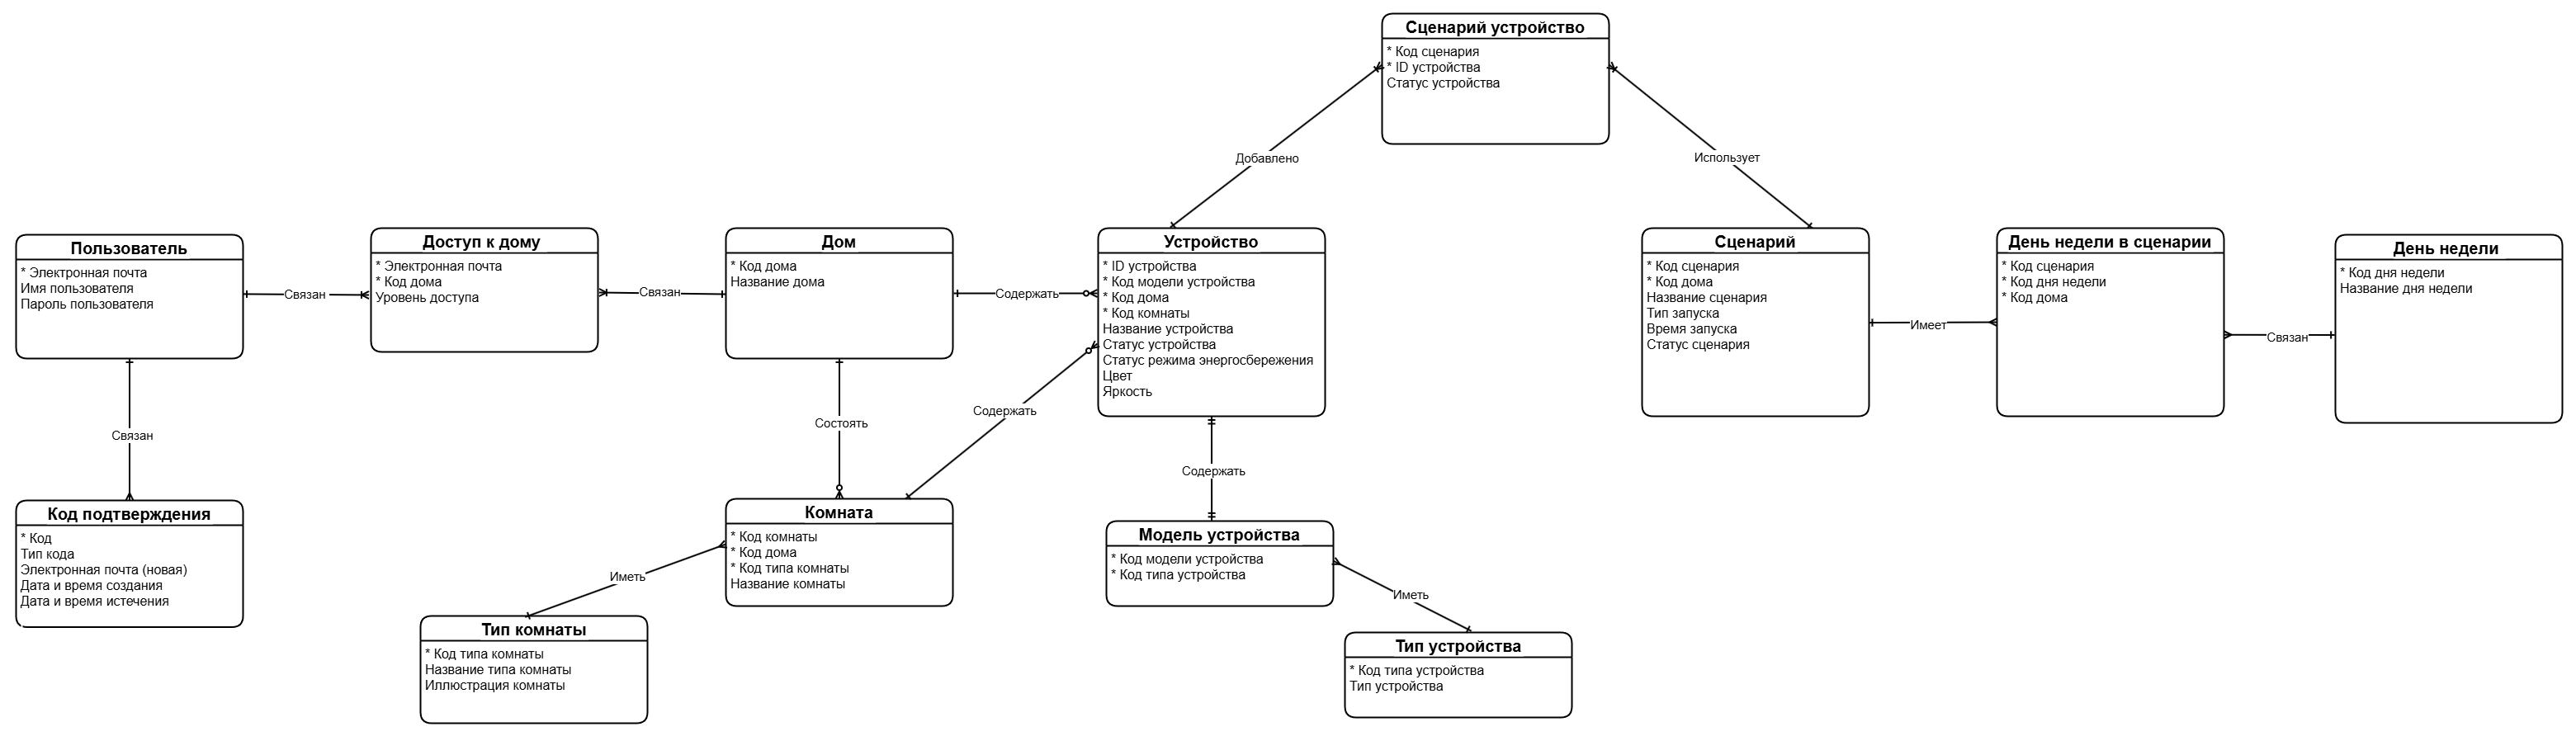 Сценарий устройство
* Код сценария
* ID устройства
Статус устройства
Добавлено
Использует
Пользователь
* Электронная почта
Имя пользователя
Пароль пользователя
Связан
Доступ к дому
* Электронная почта
* Код дома
Уровень доступа
Связан
Дом
* Код дома
Название дома
Содержать
Устройство
* ID устройства
* Код модели устройства
* Код дома
* Код комнаты
Название устройства
Статус устройства
Статус режима энергосбережения
Цвет
Яркость
Сценарий
* Код сценария
* Код дома
Название сценария
Тип запуска
Время запуска
Статус сценария
Имеет
День недели в сценарии
* Код сценария
* Код дня недели
* Код дома
Связан
День недели
* Код дня недели
Название дня недели
Связан
Состоять
Содержать
Содержать
Код подтверждения
* Код
Тип кода
Электронная почта (новая)
Дата и время создания
Дата и время истечения
Комната
* Код комнаты
* Код дома
* Код типа комнаты
Название комнаты
Иметь
Модель устройства
* Код модели устройства
* Код типа устройства
Иметь
Тип комнаты
* Код типа комнаты
Название типа комнаты
Иллюстрация комнаты
Тип устройства
* Код типа устройства
Тип устройства